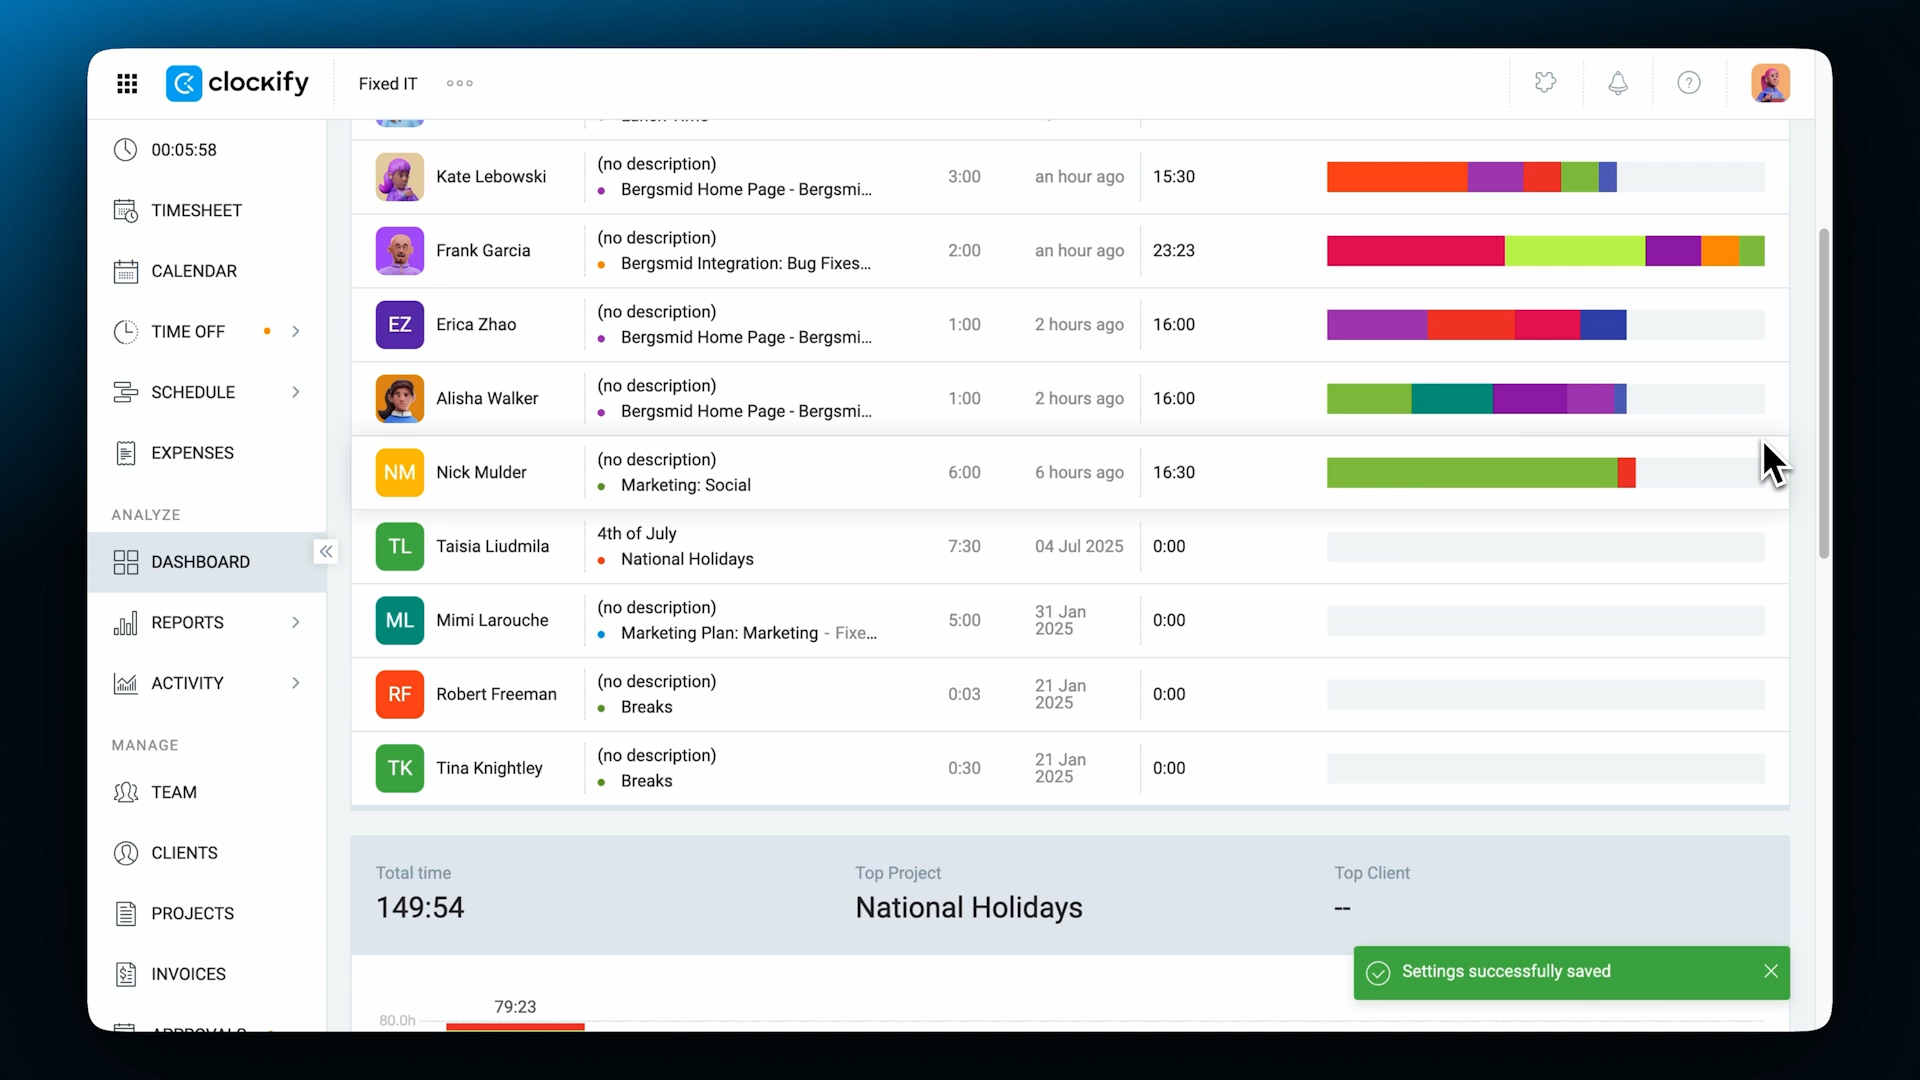 clockify
Fixed IT
?
00:05:58
TIMESHEET
CALENDAR
TIME OFF
SCHEDULE
EXPENSES
ANALYZE
DASHBOARD
REPORTS
ACTIVITY
MANAGE
TEAM
CLIENTS
PROJECTS
INVOICES
Kate Lebowski
(no description)
Bergsmid Home Page - Bergsmi...
3:00
an hour ago
15:30
Frank Garcia
(no description)
Bergsmid Integration: Bug Fixes...
2:00
an hour ago
23:23
EZ
Erica Zhao
(no description)
Bergsmid Home Page - Bergsmi...
1:00
2 hours ago
16:00
Alisha Walker
(no description)
Bergsmid Home Page - Bergsmi...
1:00
2 hours ago
16:00
NM
Nick Mulder
(no description)
Marketing: Social
6:00
6 hours ago
16:30
TL
Taisia Liudmila
4th of July
National Holidays
7:30
04 Jul 2025
0:00
ML
Mimi Larouche
(no description)
Marketing Plan: Marketing - Fixe...
5:00
31 Jan
2025
0:00
RF
Robert Freeman
(no description)
Breaks
0:03
21 Jan
2025
0:00
TK
Tina Knightley
(no description)
Breaks
0:30
21 Jan
2025
0:00
Total time
149:54
Top Project
National Holidays
Top Client
--
Settings successfully saved
79:23
80.0h